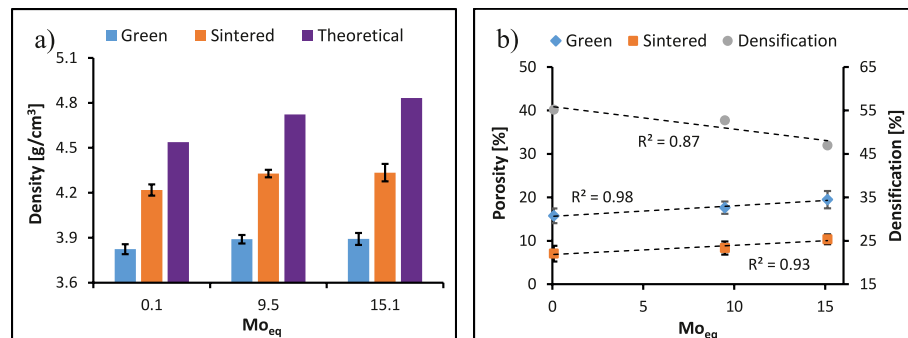 a)
Green Sintered Theoretical
Density [g/cm³]
5.1
4.8
4.5
4.2
3.9
3.6
0.1 9.5 15.1
Mo_eq
b)
Green Sintered Densification
Porosity [%]
50
40
30
20
10
0
R² = 0.87
R² = 0.98
R² = 0.93
65
55
45
35
25
15
Densification [%]
0 5 10 15
Mo_eq